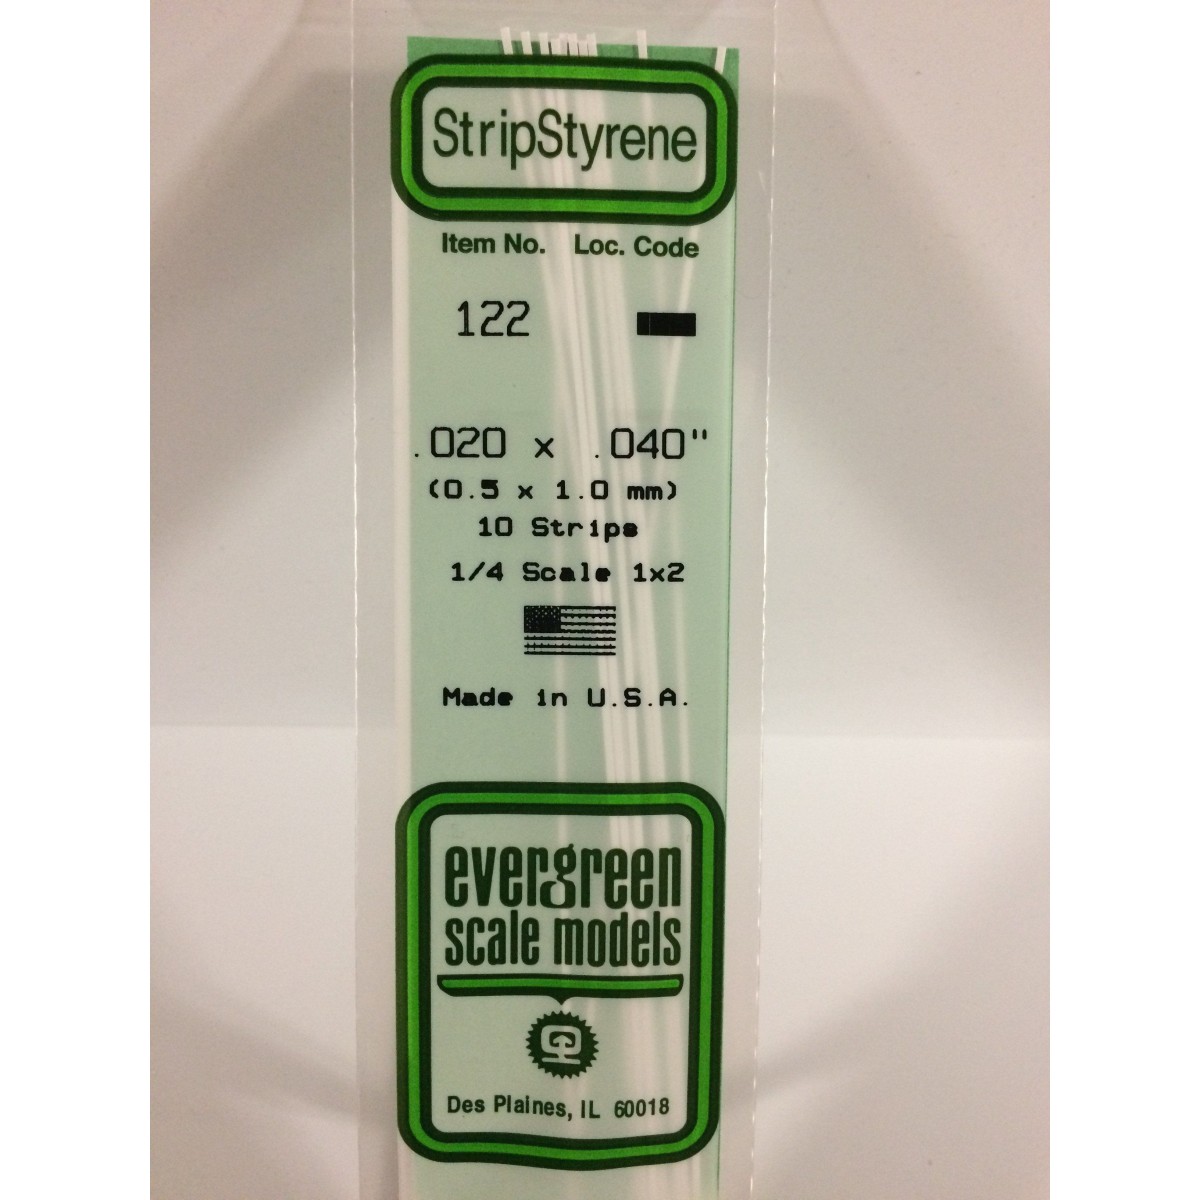 StripStyrene
Item No. Loc. Code
122
.020 x .040"
(0.5 x 1.0 mm)
10 Strips
1/4 Scale 1x2
Made in U.S.A.
evergreen
scale models
Des Plaines, IL 60018